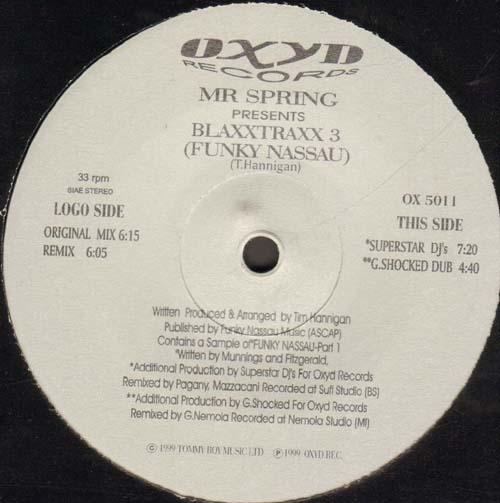 OXYD
RECORDS
MR SPRING
PRESENTS
BLAXXTRAXX 3
(FUNKY NASSAU)
(T.Hannigan)
33 rpm
SIAE STEREO
LOGO SIDE
ORIGINAL MIX 6:15
REMIX 6:05
OX 5011
THIS SIDE
*SUPERSTAR DJ's 7:20
**G.SHOCKED DUB 4:40
Written Produced & Arranged by Tim Hannigan
Published by Funky Nassau Music (ASCAP)
Contains a Sample of "FUNKY NASSAU-Part 1
"Written by Munnings and Fitzgerald,
*Additional Production by Superstar DJ's For Oxyd Records
Remixed by Pagany, Mazzacani Recorded at Sufi Studio (BS)
**Additional Production by G.Shocked For Oxyd Records
Remixed by G.Nemola Recorded at Nemola Studio (MI)
© 1999 TOMMY BOY MUSIC LTD ℗ 1999 OXYD REC.